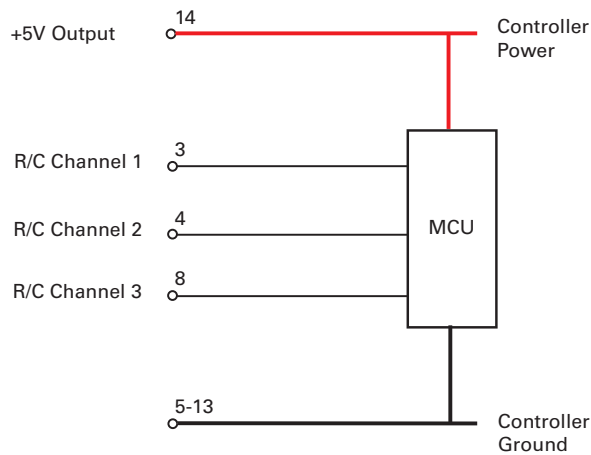 14
+5V Output
Controller
Power
3
R/C Channel 1
4
R/C Channel 2
MCU
8
R/C Channel 3
5-13
Controller
Ground